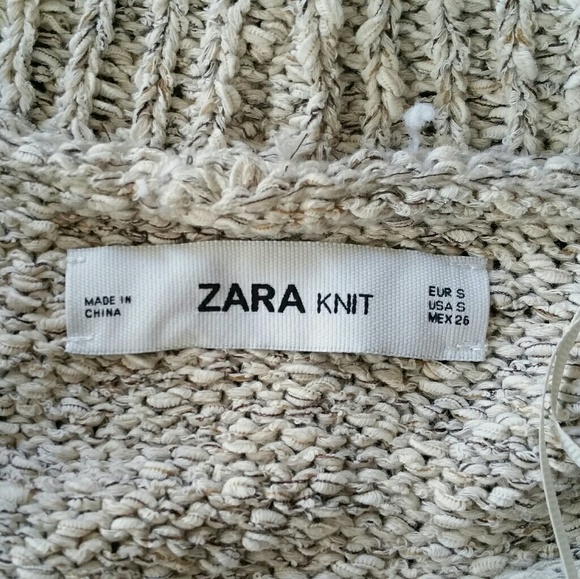 MADE IN
CHINA
ZARA KNIT
EUR S
USA S
MEX 26